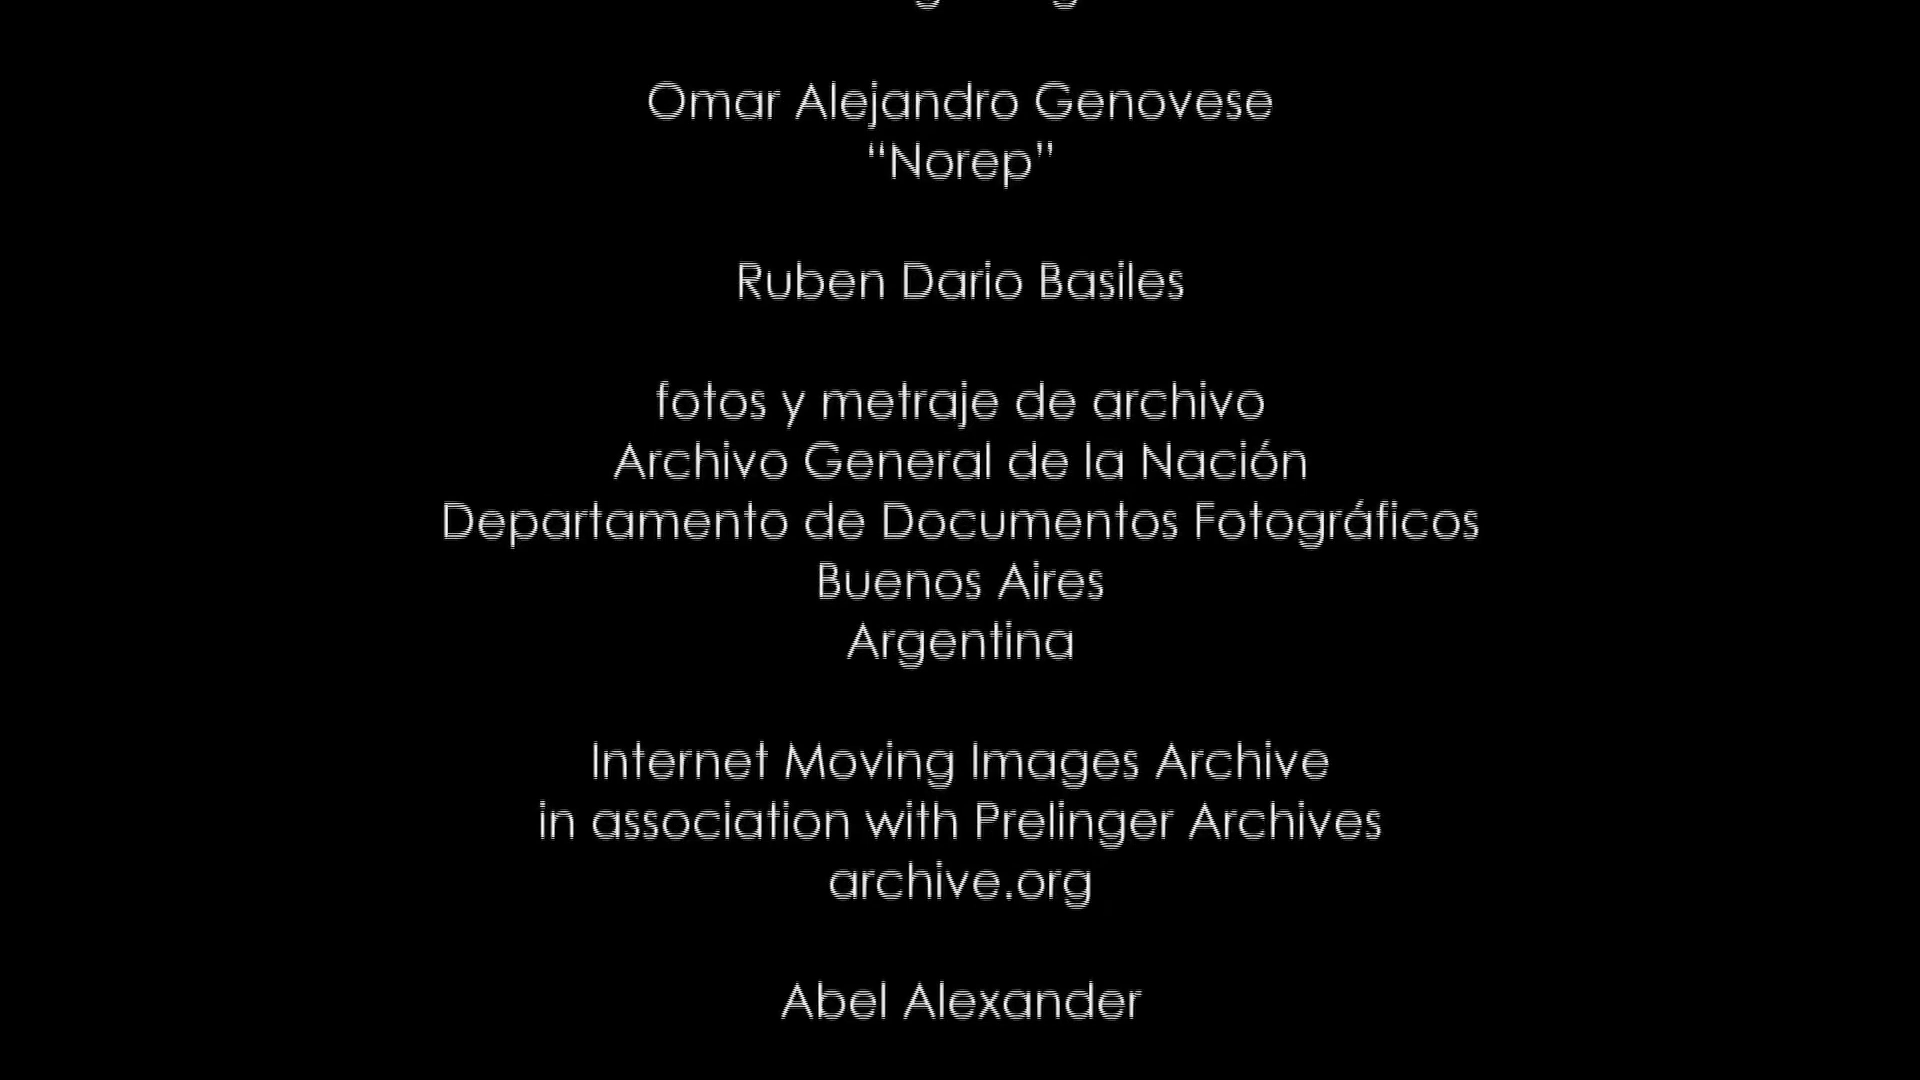 Omar Alejandro Genovese
“Norep”
Ruben Dario Basiles
fotos y metraje de archivo
Archivo General de la Nación
Departamento de Documentos Fotográficos
Buenos Aires
Argentina
Internet Moving Images Archive
in association with Prelinger Archives
archive.org
Abel Alexander